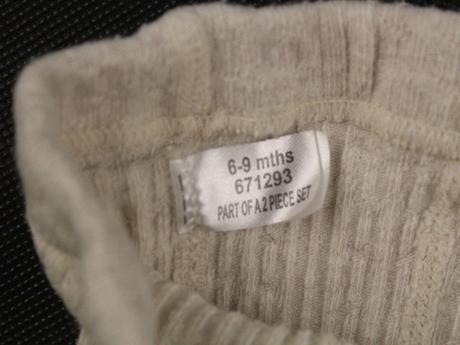 6-9 mths
671293
PART OF A 2 PIECE SET